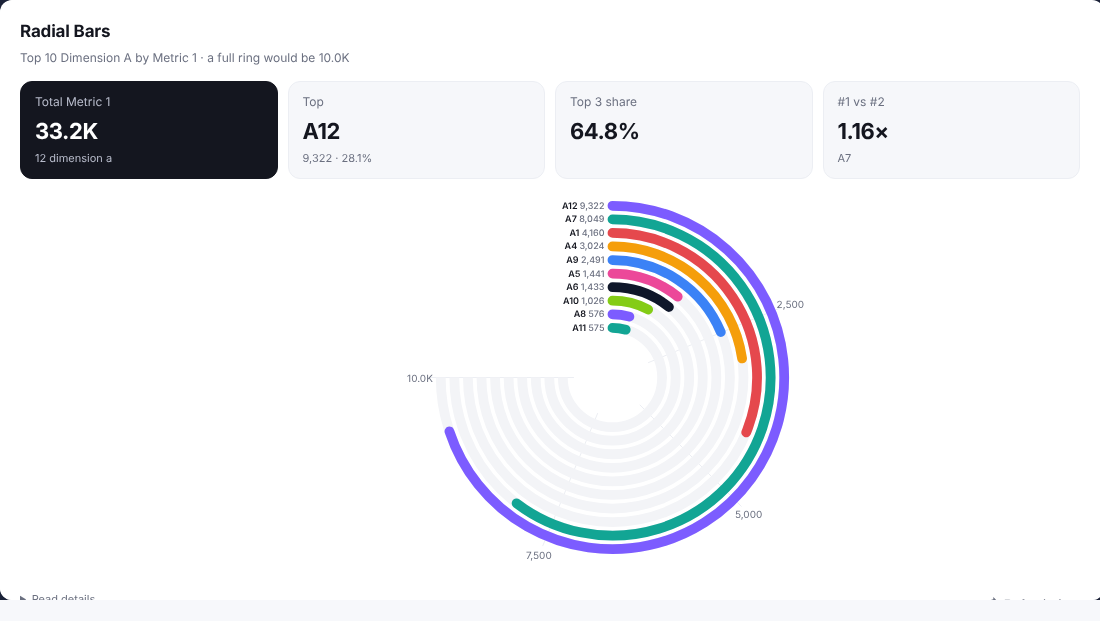 Radial Bars
Top 10 Dimension A by Metric 1 · a full ring would be 10.0K
Total Metric 1
33.2K
12 dimension a
Top
A12
9,322 · 28.1%
Top 3 share
64.8%
#1 vs #2
1.16×
A7
A12 9,322
A7 8,049
A1 4,160
A4 3,024
A9 2,491
A5 1,441
A6 1,433
A10 1,026
A8 576
A11 575
2,500
5,000
7,500
10.0K
Read details